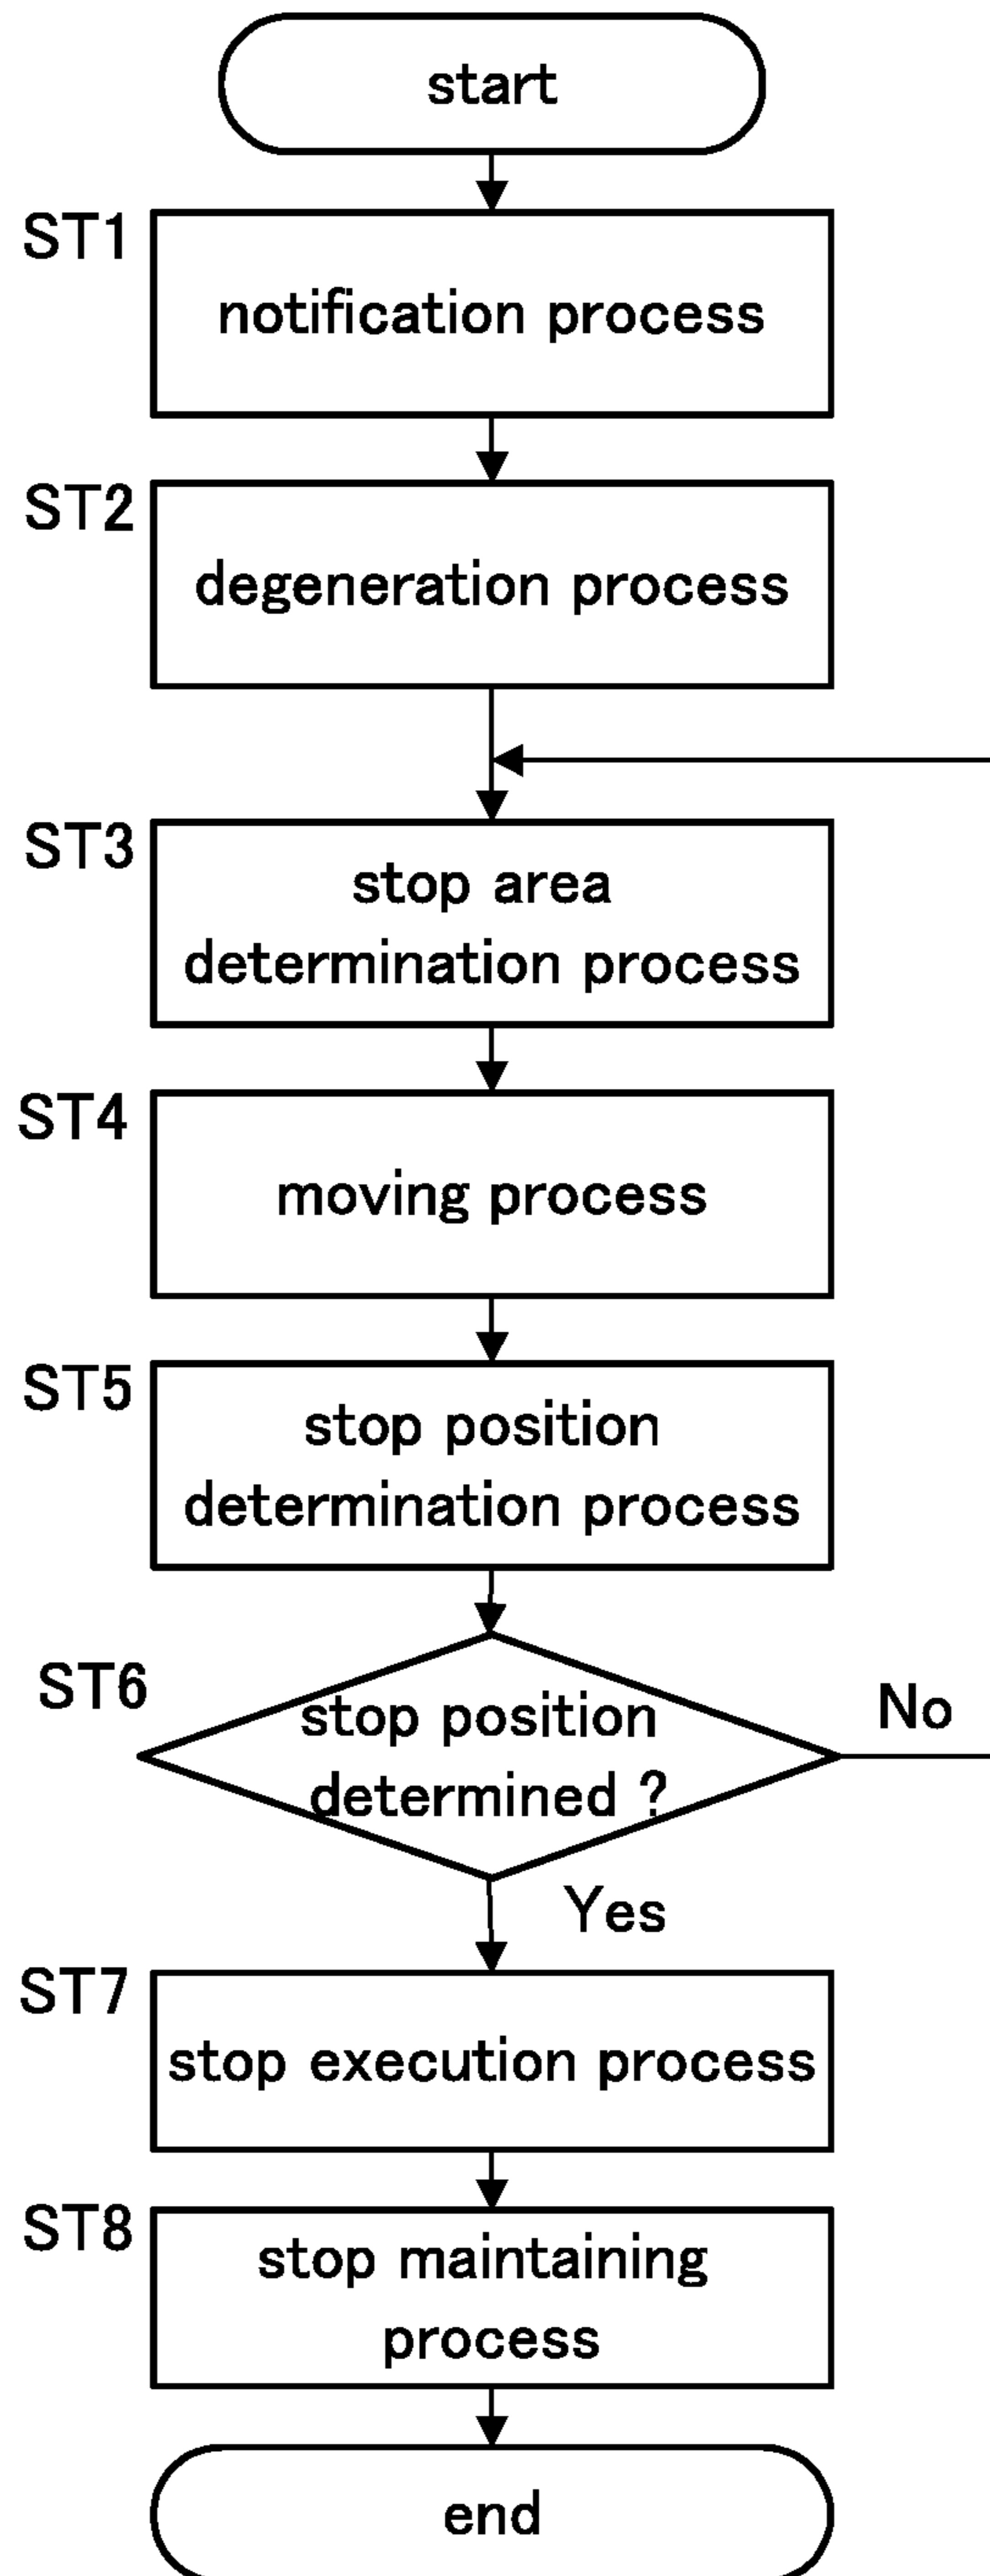 start
ST1
notification process
ST2
degeneration process
ST3
stop area
determination process
ST4
moving process
ST5
stop position
determination process
ST6
stop position
determined ?
No
Yes
ST7
stop execution process
ST8
stop maintaining
process
end